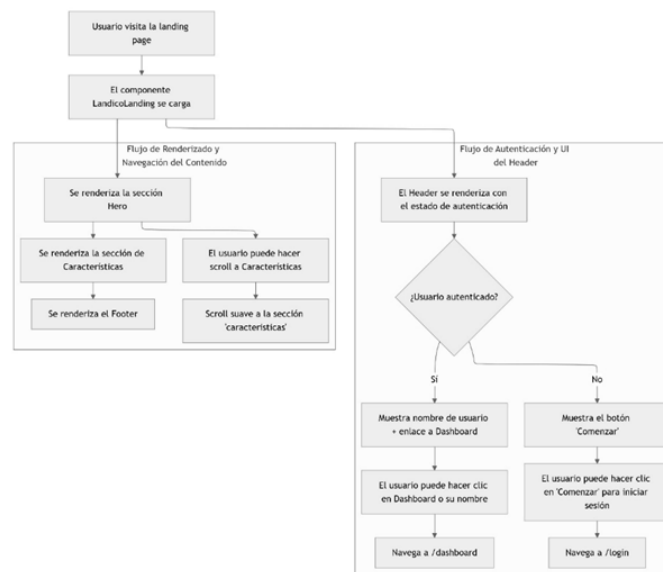 Usuario visita la landing
page
El componente
LandicoLanding se carga
Flujo de Renderizado y
Navegación del Contenido
Se renderiza la sección
Hero
Se renderiza la sección de
Características
El usuario puede hacer
scroll a Características
Se renderiza el Footer
Scroll suave a la sección
'caracteristicas'
Flujo de Autenticación y UI
del Header
El Header se renderiza con
el estado de autenticación
¿Usuario autenticado?
Sí
No
Muestra nombre de usuario
+ enlace a Dashboard
Muestra el botón
'Comenzar'
El usuario puede hacer clic
en Dashboard o su nombre
El usuario puede hacer clic
en 'Comenzar' para iniciar
sesión
Navega a /dashboard
Navega a /login